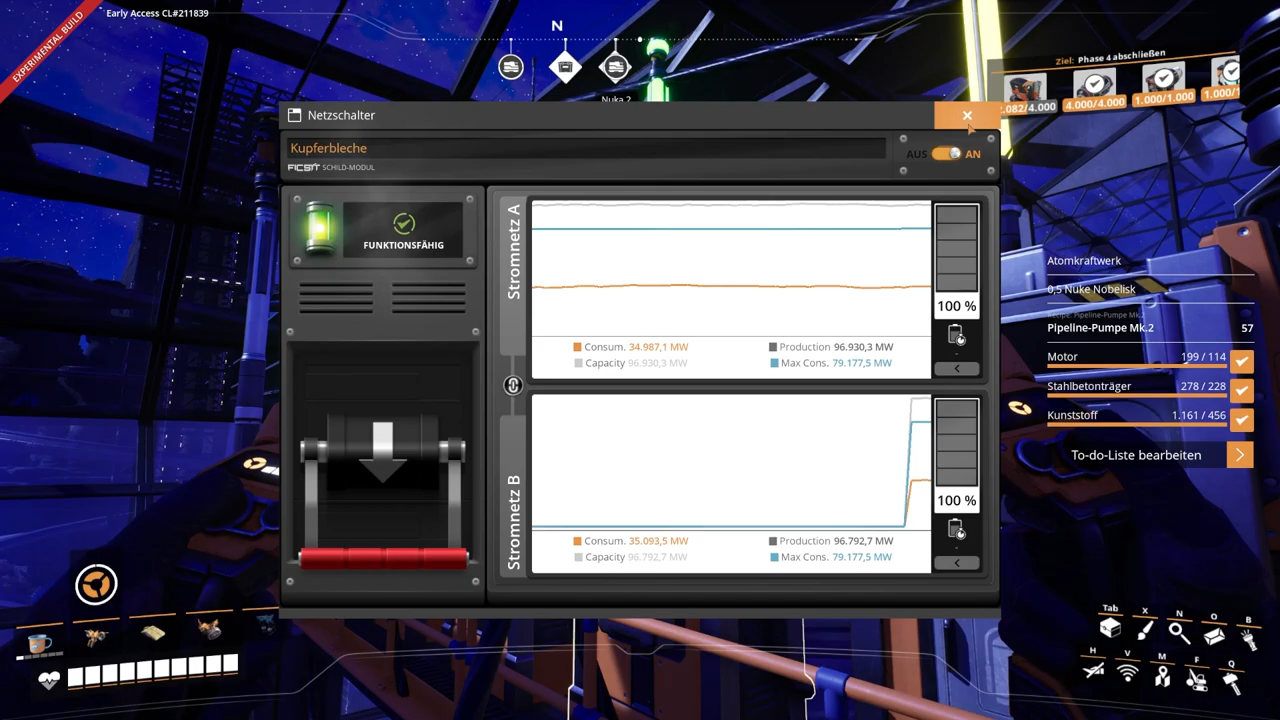 Early Access CL#211839
EXPERIMENTAL BUILD
N
Nuka 2
Ziel: Phase 4 abschließen
.082/4.000
4.000/4.000
1.000/1.000
1.000/1
Netzschalter
Kupferbleche
FICSIT SCHILD-MODUL
AUS AN
FUNKTIONSFÄHIG
Stromnetz A
100 %
Consum. 34.987,1 MW
Production 96.930,3 MW
Capacity 96.930,3 MW
Max Cons. 79.177,5 MW
Stromnetz B
100 %
Consum. 35.093,5 MW
Production 96.792,7 MW
Capacity 96.792,7 MW
Max Cons. 79.177,5 MW
Atomkraftwerk
0,5 Nuke Nobelisk
Recipe: Pipeline-Pumpe Mk.2
Pipeline-Pumpe Mk.2 57
Motor 199 / 114
Stahlbetonträger 278 / 228
Kunststoff 1.161 / 456
To-do-Liste bearbeiten
Tab X N O B
H V M F Q